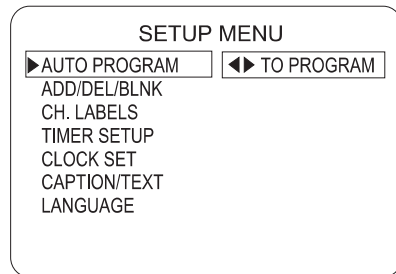 SETUP MENU
▶AUTO PROGRAM ◀▶ TO PROGRAM
ADD/DEL/BLNK
CH. LABELS
TIMER SETUP
CLOCK SET
CAPTION/TEXT
LANGUAGE